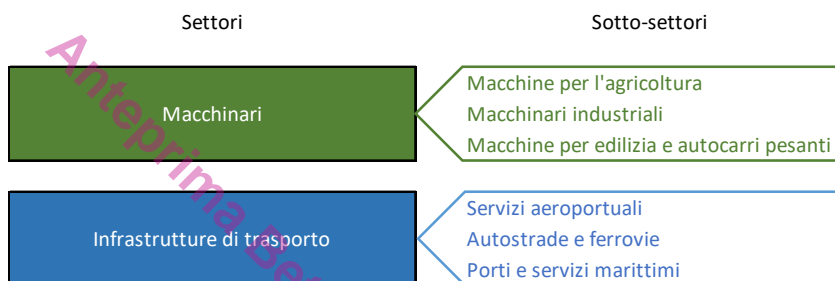 Settori
Sotto-settori
Macchinari
Macchine per l'agricoltura
Macchinari industriali
Macchine per edilizia e autocarri pesanti
Infrastrutture di trasporto
Servizi aeroportuali
Autostrade e ferrovie
Porti e servizi marittimi
Anteprima